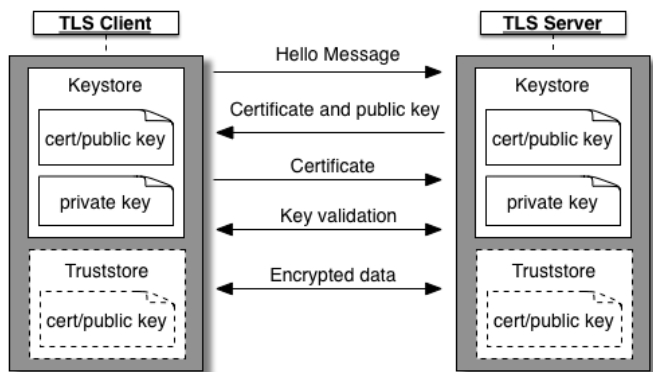 TLS Client
TLS Server
Hello Message
Keystore
Keystore
Certificate and public key
cert/public key
cert/public key
Certificate
private key
private key
Key validation
Truststore
Truststore
Encrypted data
cert/public key
cert/public key